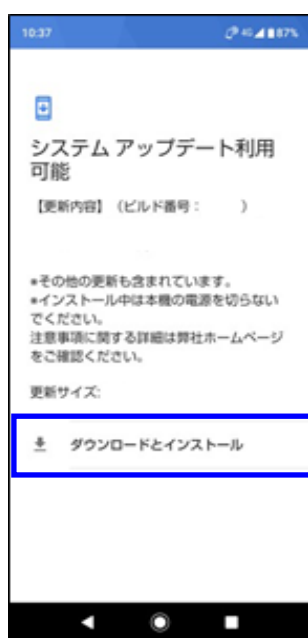 10:37 4G 87%
システム アップデート利用
可能
【更新内容】（ビルド番号： ）
*その他の更新も含まれています。
*インストール中は本機の電源を切らない
でください。
注意事項に関する詳細は弊社ホームページ
をご確認ください。
更新サイズ:
ダウンロードとインストール